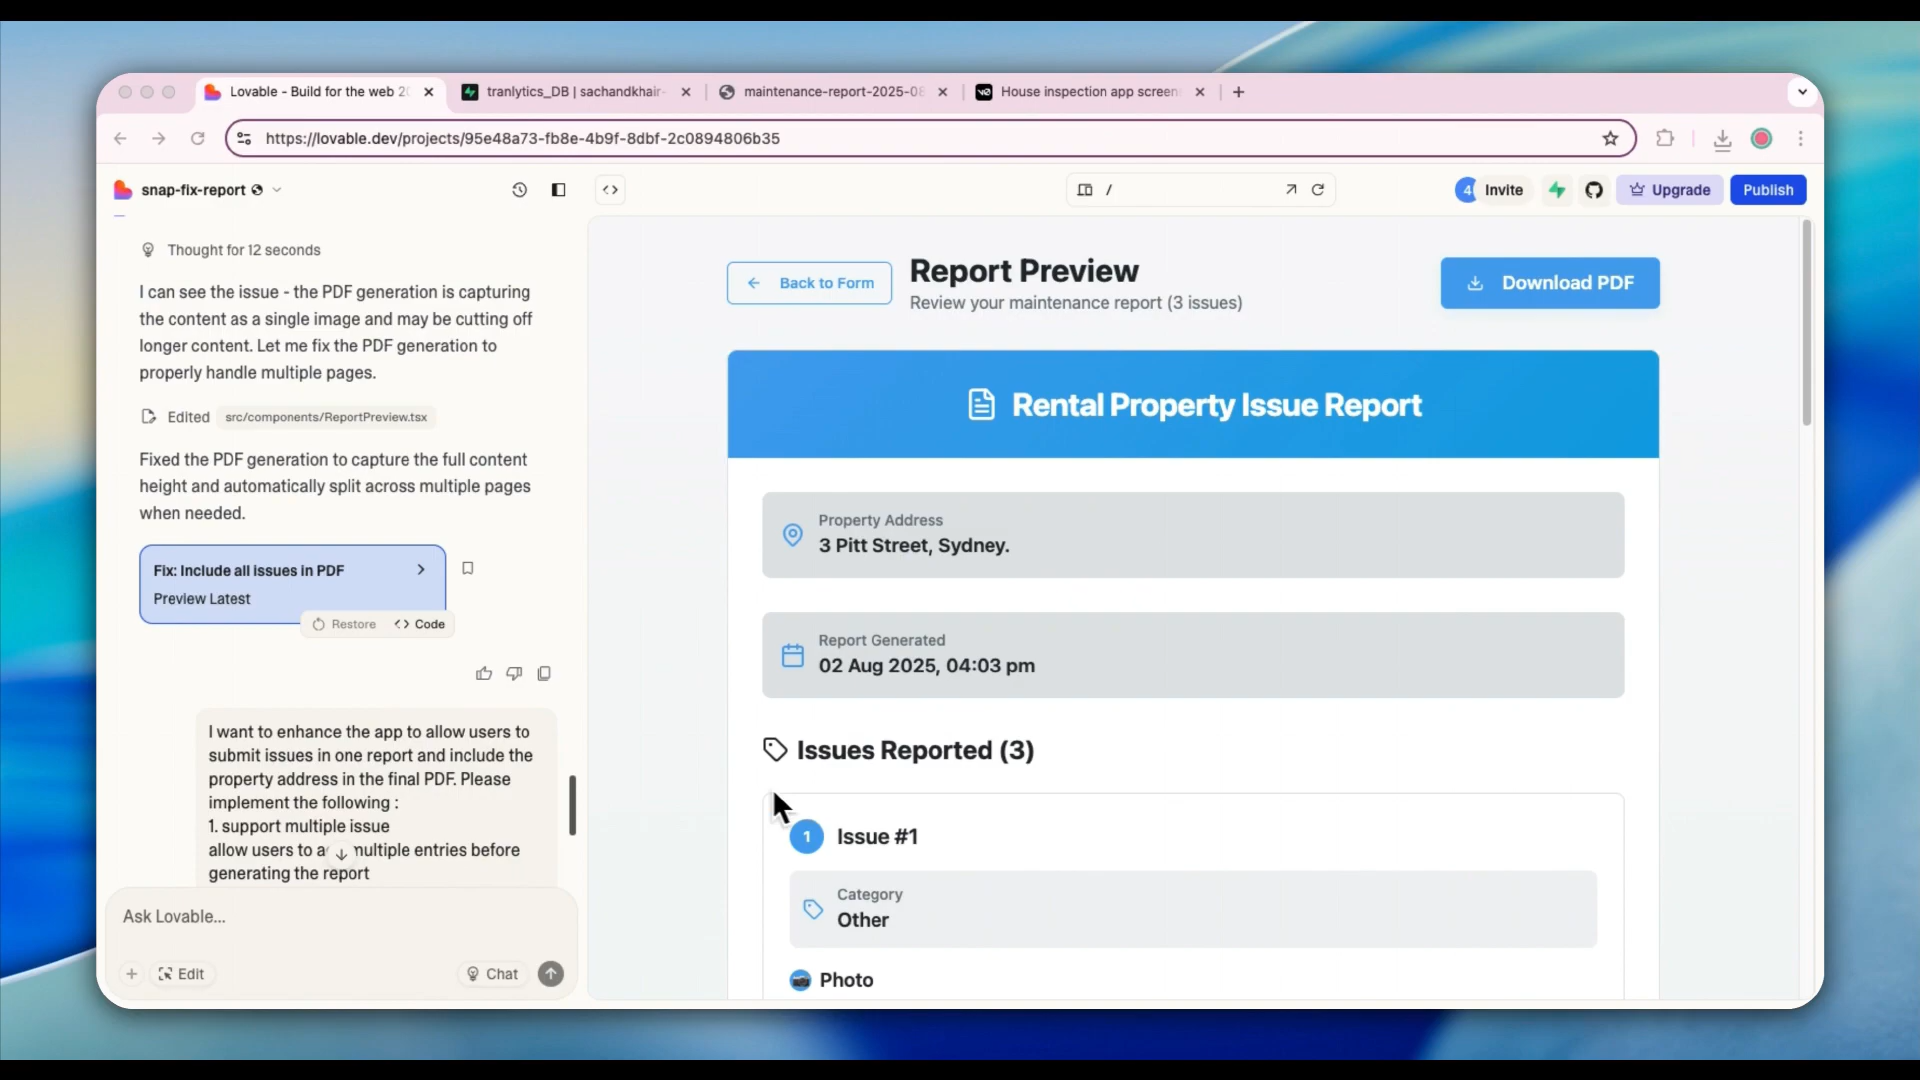 Lovable - Build for the web 20
tranlytics_DB | sachandkhair-
maintenance-report-2025-08
House inspection app screen
https://lovable.dev/projects/95e48a73-fb8e-4b9f-8dbf-2c0894806b35
snap-fix-report
/
4
Invite
Upgrade
Publish
Thought for 12 seconds
I can see the issue - the PDF generation is capturing
the content as a single image and may be cutting off
longer content. Let me fix the PDF generation to
properly handle multiple pages.
Edited src/components/ReportPreview.tsx
Fixed the PDF generation to capture the full content
height and automatically split across multiple pages
when needed.
Fix: Include all issues in PDF
Preview Latest
Restore
Code
I want to enhance the app to allow users to
submit issues in one report and include the
property address in the final PDF. Please
implement the following :
1. support multiple issue
allow users to multiple entries before
generating the report
Ask Lovable...
Edit
Chat
Back to Form
Report Preview
Review your maintenance report (3 issues)
Download PDF
Rental Property Issue Report
Property Address
3 Pitt Street, Sydney.
Report Generated
02 Aug 2025, 04:03 pm
Issues Reported (3)
1 Issue #1
Category
Other
Photo